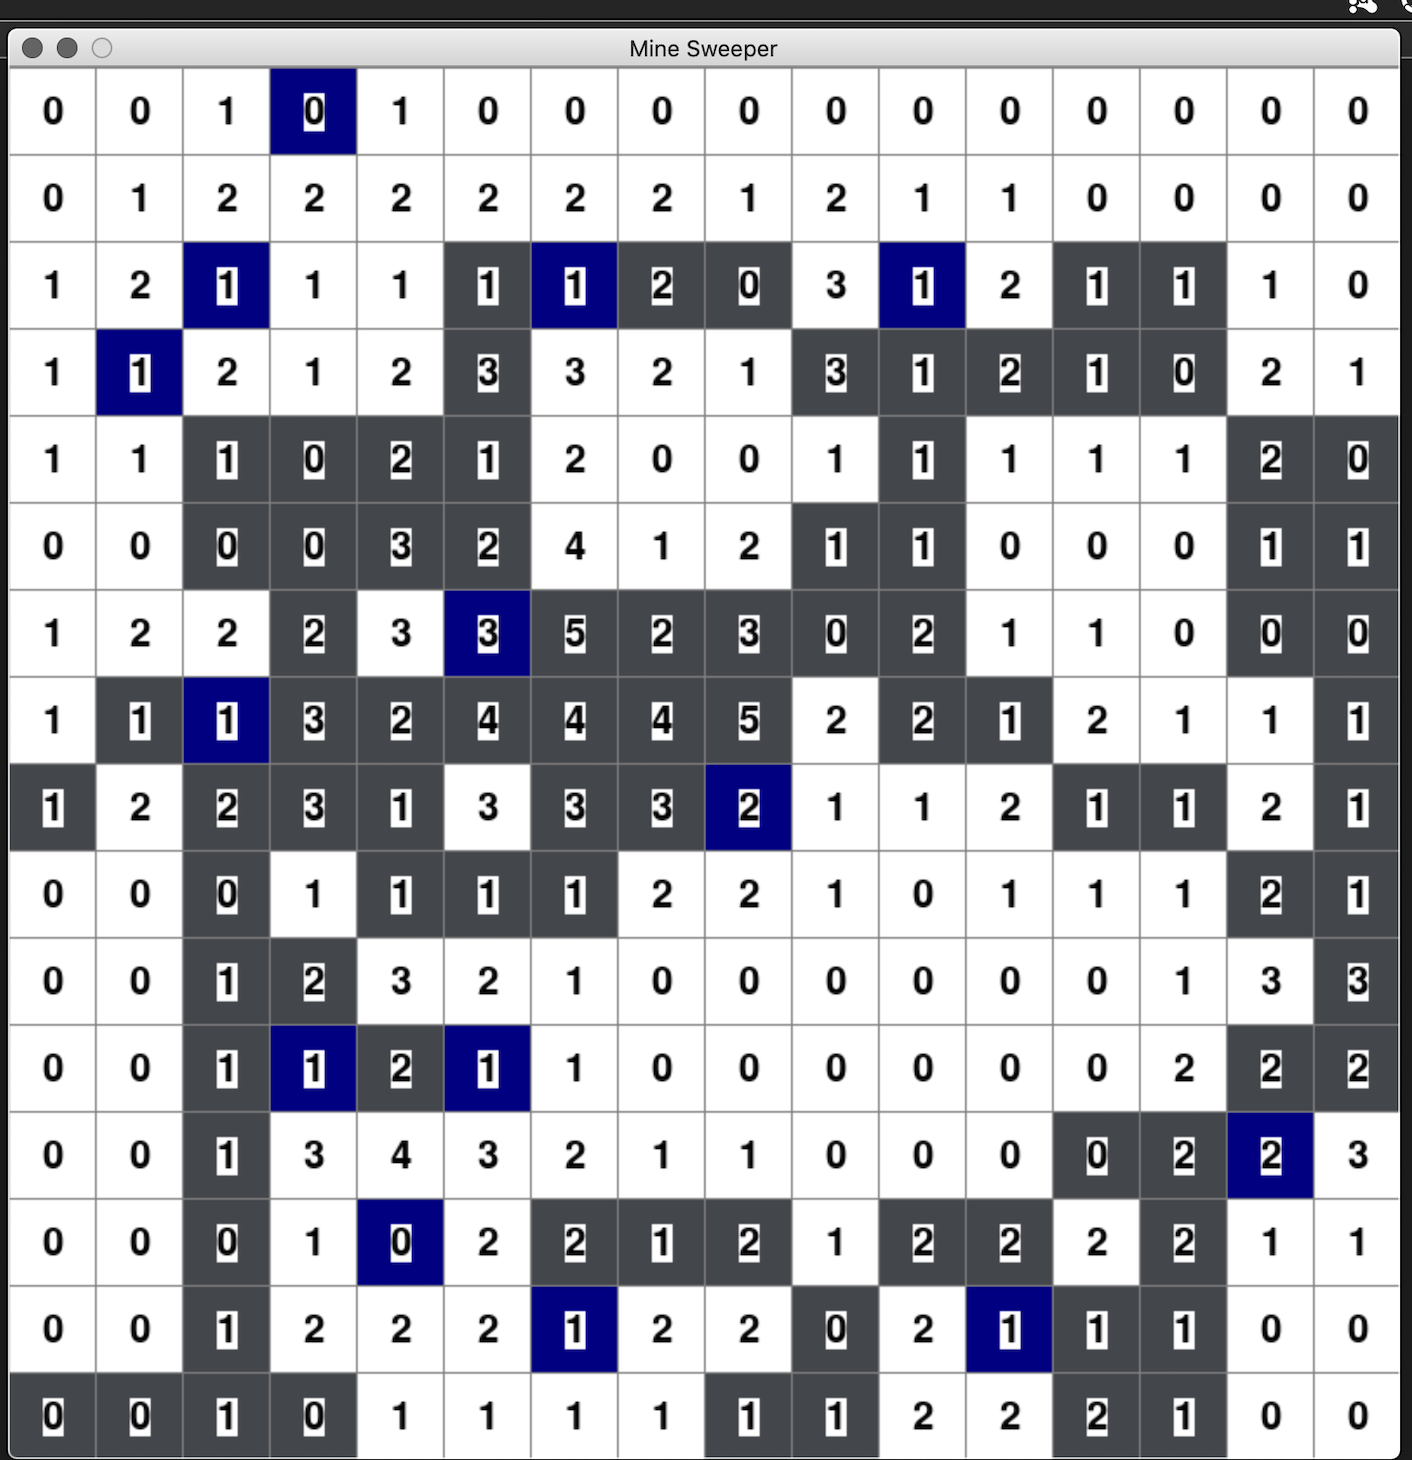 Mine Sweeper
0 0 1 0 1 0 0 0 0 0 0 0 0 0 0 0
0 1 2 2 2 2 2 2 1 2 1 1 0 0 0 0
1 2 1 1 1 1 1 2 0 3 1 2 1 1 1 0
1 1 2 1 2 3 3 2 1 3 1 2 1 0 2 1
1 1 1 0 2 1 2 0 0 1 1 1 1 1 2 0
0 0 0 0 3 2 4 1 2 1 1 0 0 0 1 1
1 2 2 2 3 3 5 2 3 0 2 1 1 0 0 0
1 1 1 3 2 4 4 4 5 2 2 1 2 1 1 1
1 2 2 3 1 3 3 3 2 1 1 2 1 1 2 1
0 0 0 1 1 1 1 2 2 1 0 1 1 1 2 1
0 0 1 2 3 2 1 0 0 0 0 0 0 1 3 3
0 0 1 1 2 1 1 0 0 0 0 0 0 2 2 2
0 0 1 3 4 3 2 1 1 0 0 0 0 2 2 3
0 0 0 1 0 2 2 1 2 1 2 2 2 2 1 1
0 0 1 2 2 2 1 2 2 0 2 1 1 1 0 0
0 0 1 0 1 1 1 1 1 1 2 2 2 1 0 0